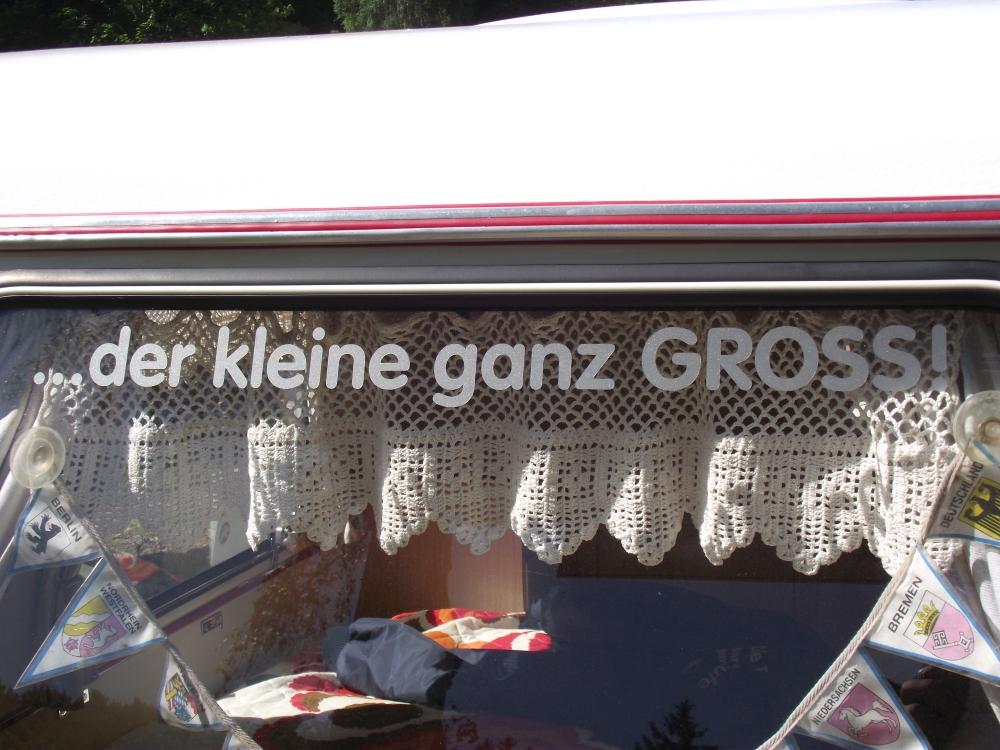 ...der kleine ganz GROSS!
BERLIN
NORDRHEIN
WESTFALEN
DEUTSCHLAND
BREMEN
NIEDERSACHSEN